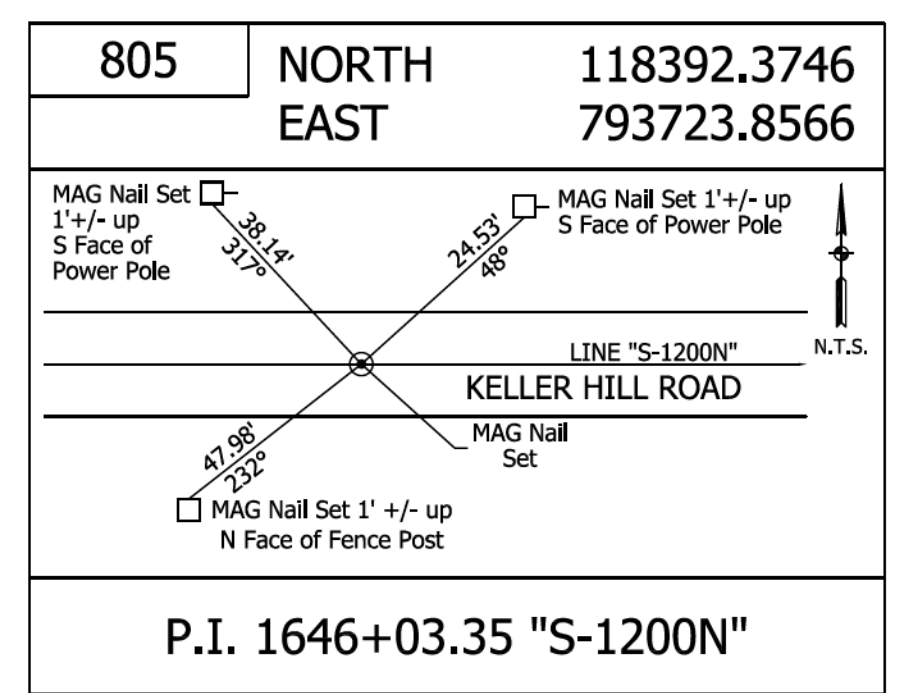 805
NORTH 118392.3746
EAST 793723.8566
MAG Nail Set
1'+/- up
S Face of
Power Pole
38.14'
317°
24.53'
48°
MAG Nail Set 1'+/- up
S Face of Power Pole
N.T.S.
LINE "S-1200N"
KELLER HILL ROAD
47.98'
232°
MAG Nail
Set
MAG Nail Set 1' +/- up
N Face of Fence Post
P.I. 1646+03.35 "S-1200N"